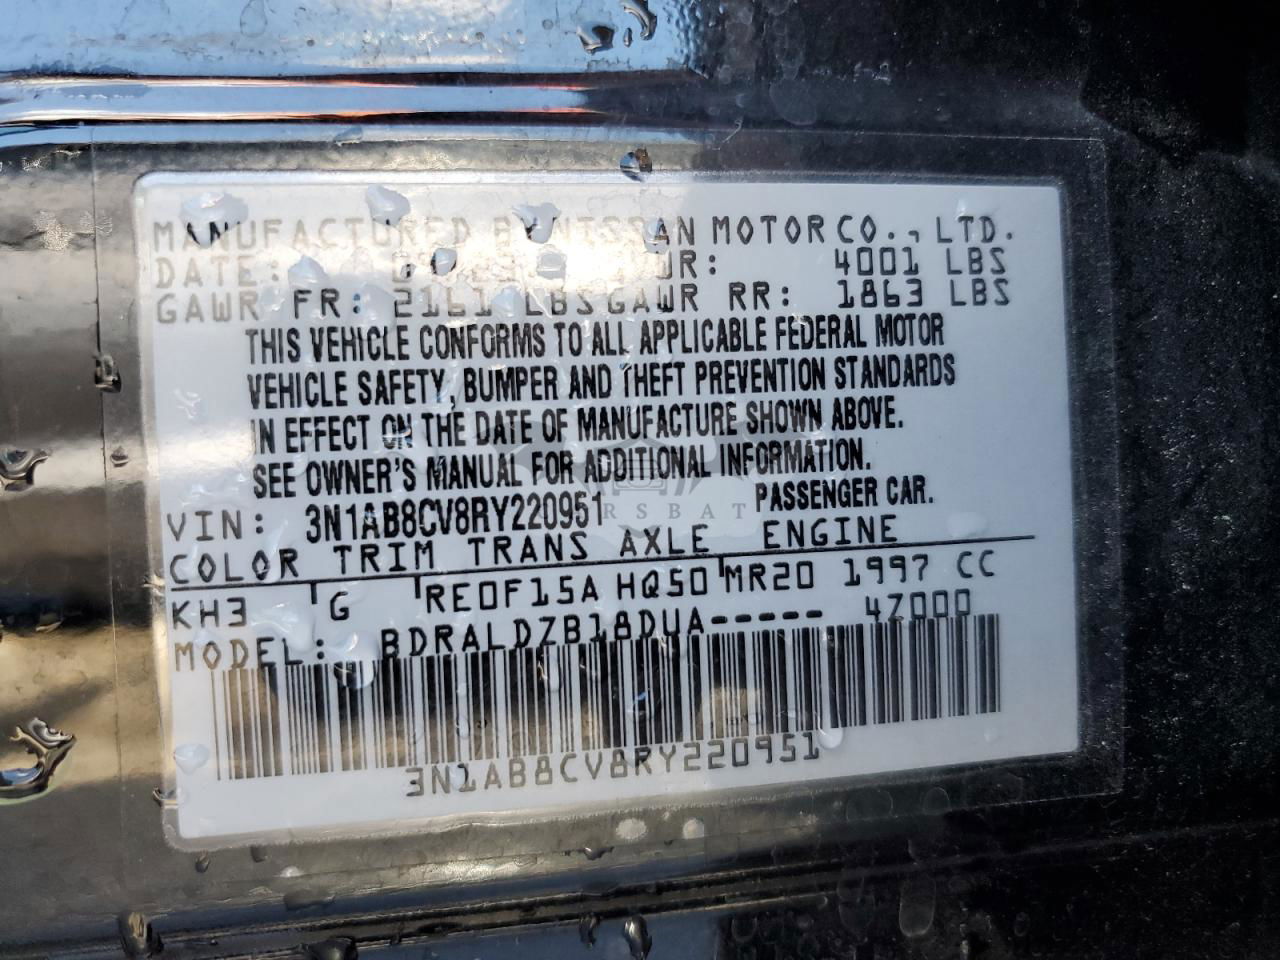 MANUFACTURED BY NISSAN MOTOR CO., LTD.
DATE: 4001 LBS
GAWR FR: 2161 LBS GAWR RR: 1863 LBS
THIS VEHICLE CONFORMS TO ALL APPLICABLE FEDERAL MOTOR
VEHICLE SAFETY, BUMPER AND THEFT PREVENTION STANDARDS
IN EFFECT ON THE DATE OF MANUFACTURE SHOWN ABOVE.
SEE OWNER'S MANUAL FOR ADDITIONAL INFORMATION.
VIN: 3N1AB8CV8RY220951 PASSENGER CAR.
COLOR TRIM TRANS AXLE ENGINE
KH3 G RE0F15A HQ50 MR20 1997 CC
MODEL: BDRALDZB18DUA----- 4Z000
3N1AB8CV8RY220951